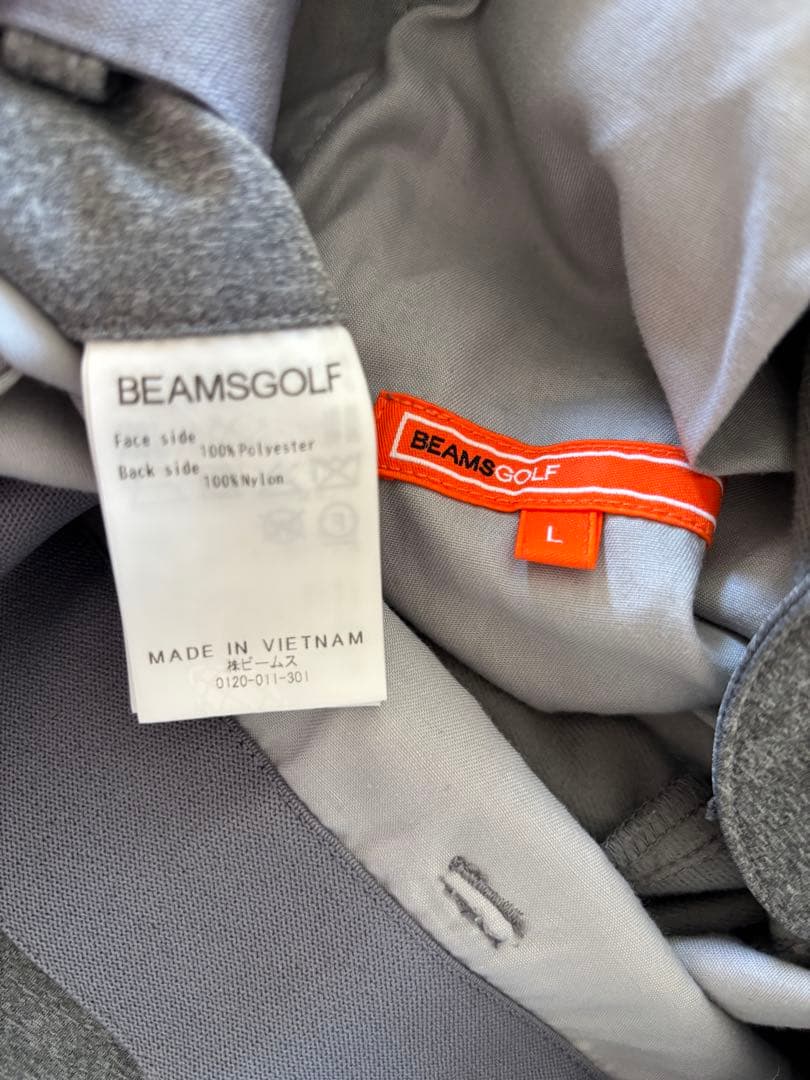 BEAMSGOLF
Face side
100%Polyester
Back side
100%Nylon
MADE IN VIETNAM
株ビームス
0120-011-301
BEAMSGOLF
L